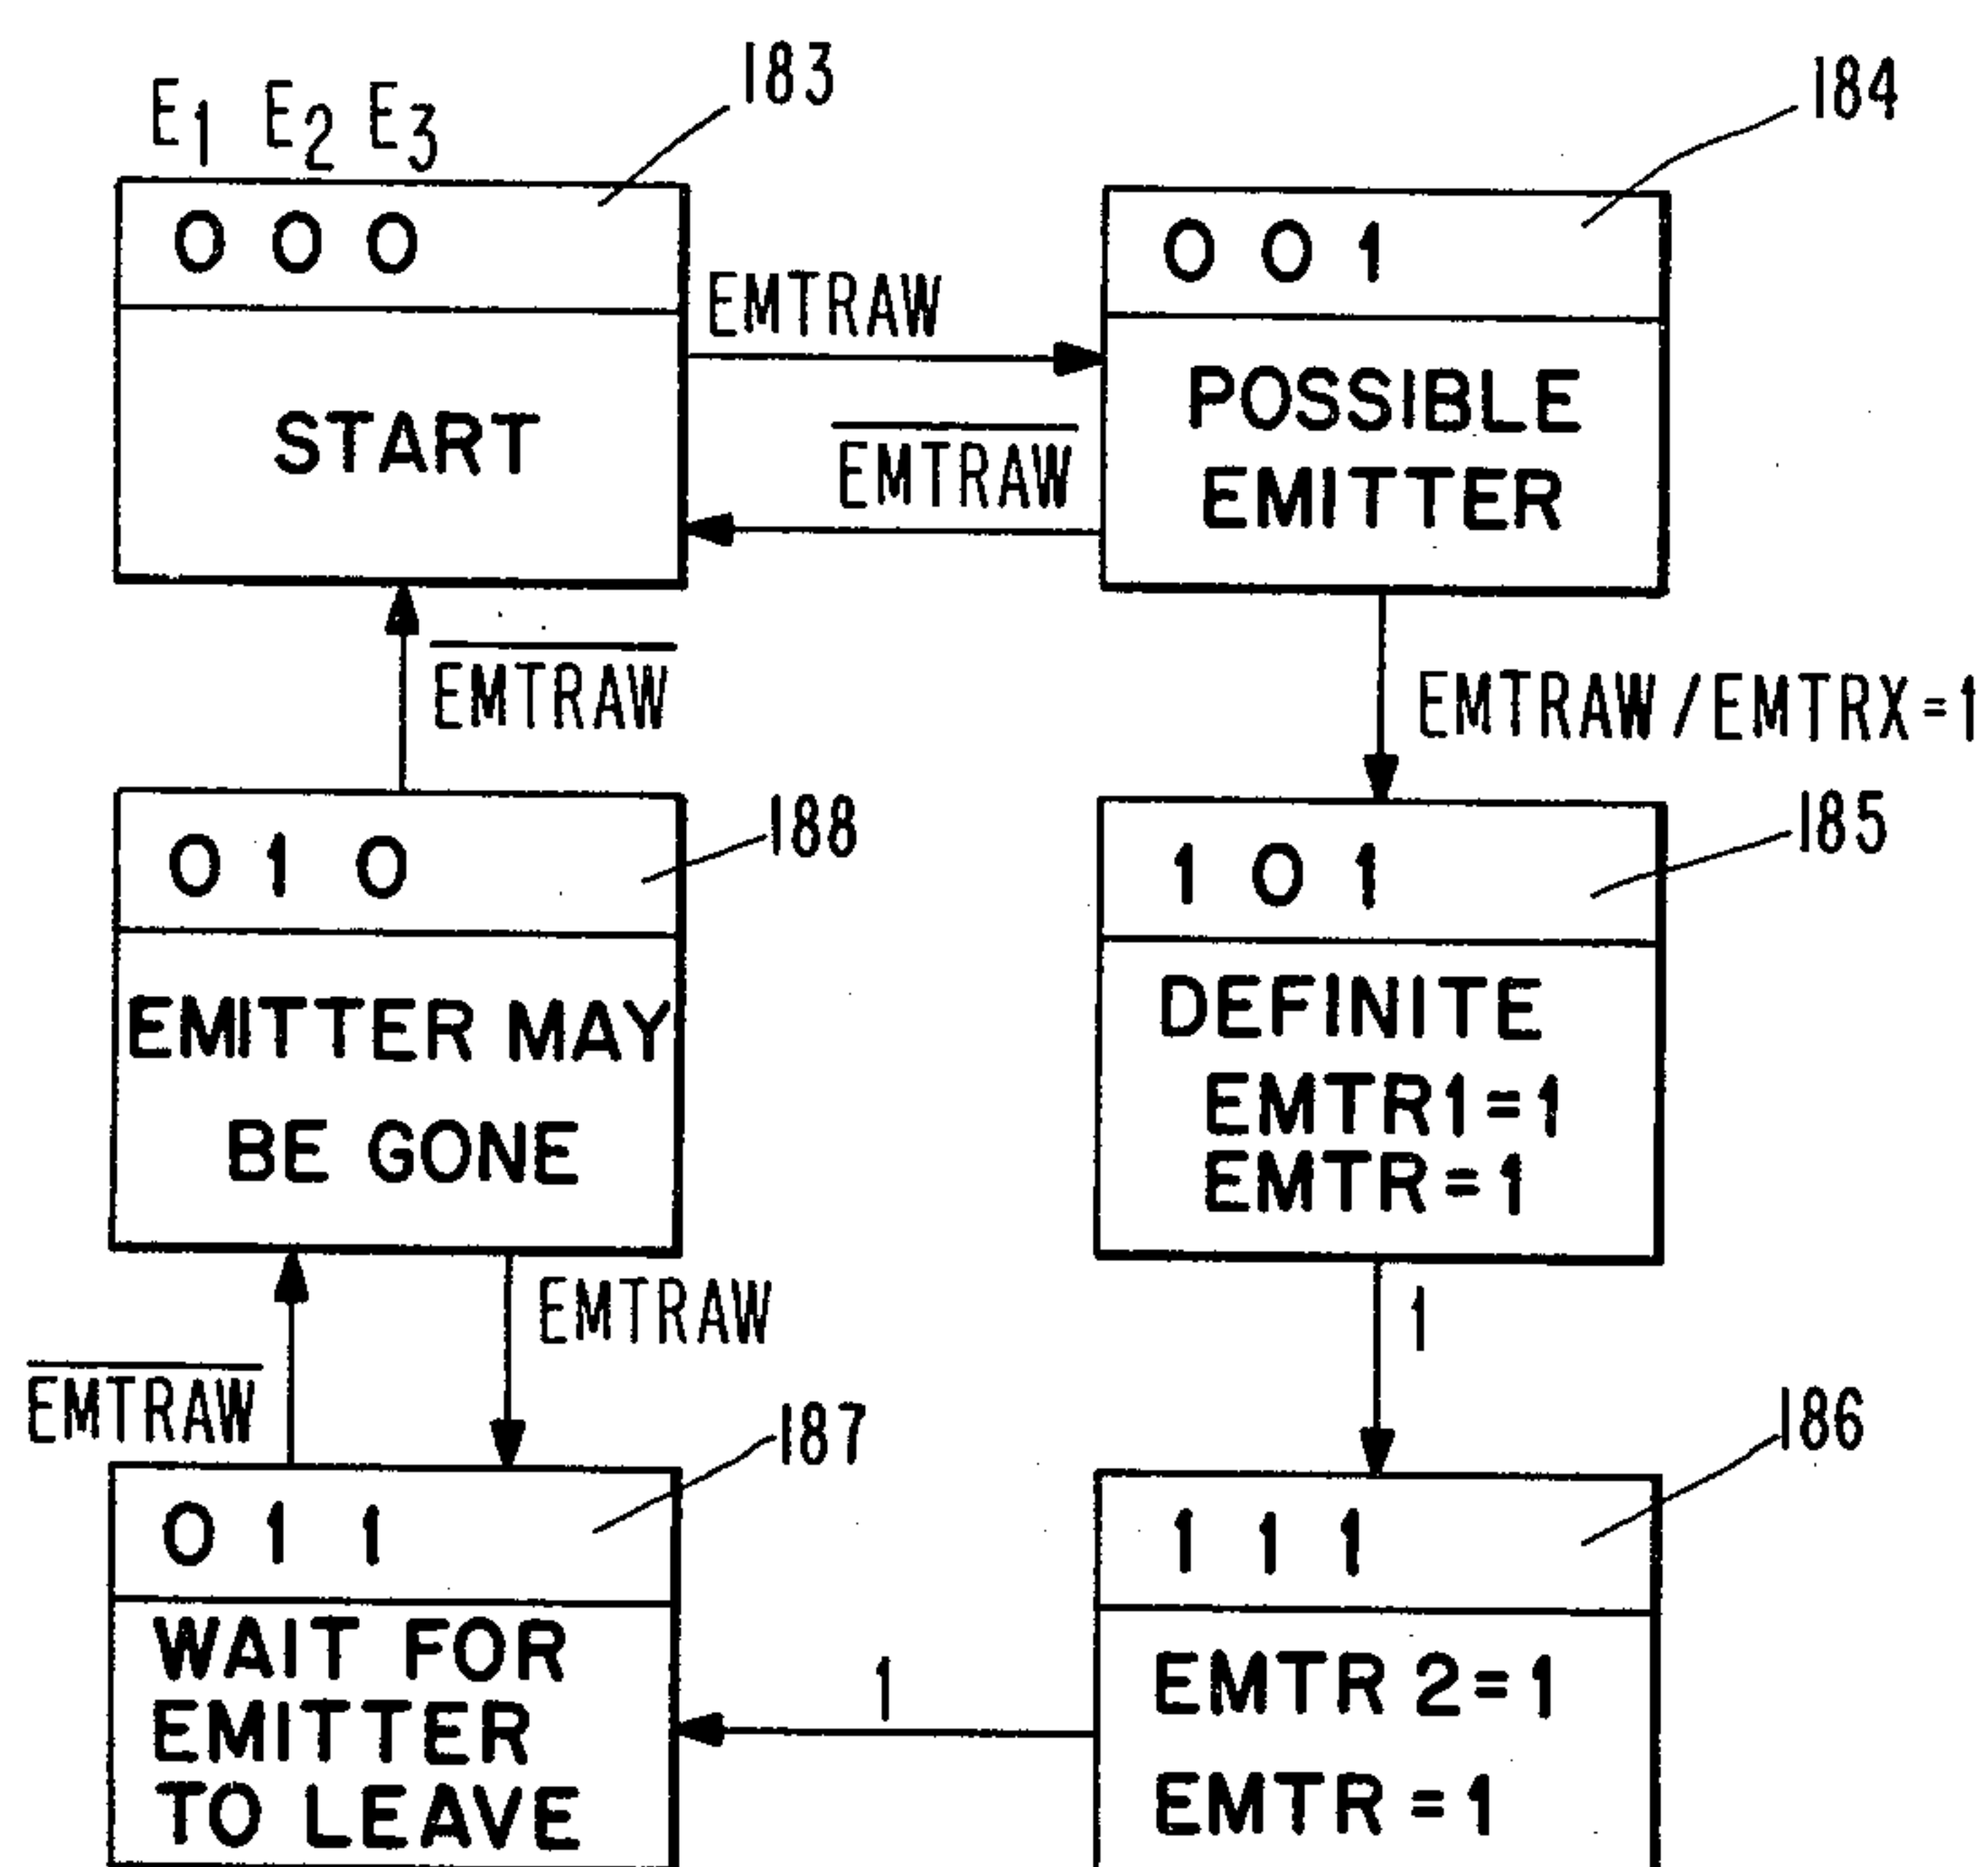 E1 E2 E3
183
0 0 0
START
184
0 0 1
POSSIBLE
EMITTER
EMTRAW
EMTRAW
EMTRAW
EMTRAW/EMTRX=1
188
0 1 0
EMITTER MAY
BE GONE
185
1 0 1
DEFINITE
EMTR1=1
EMTR=1
EMTRAW
1
EMTRAW
187
0 1 1
WAIT FOR
EMITTER
TO LEAVE
1
186
1 1 1
EMTR 2=1
EMTR=1